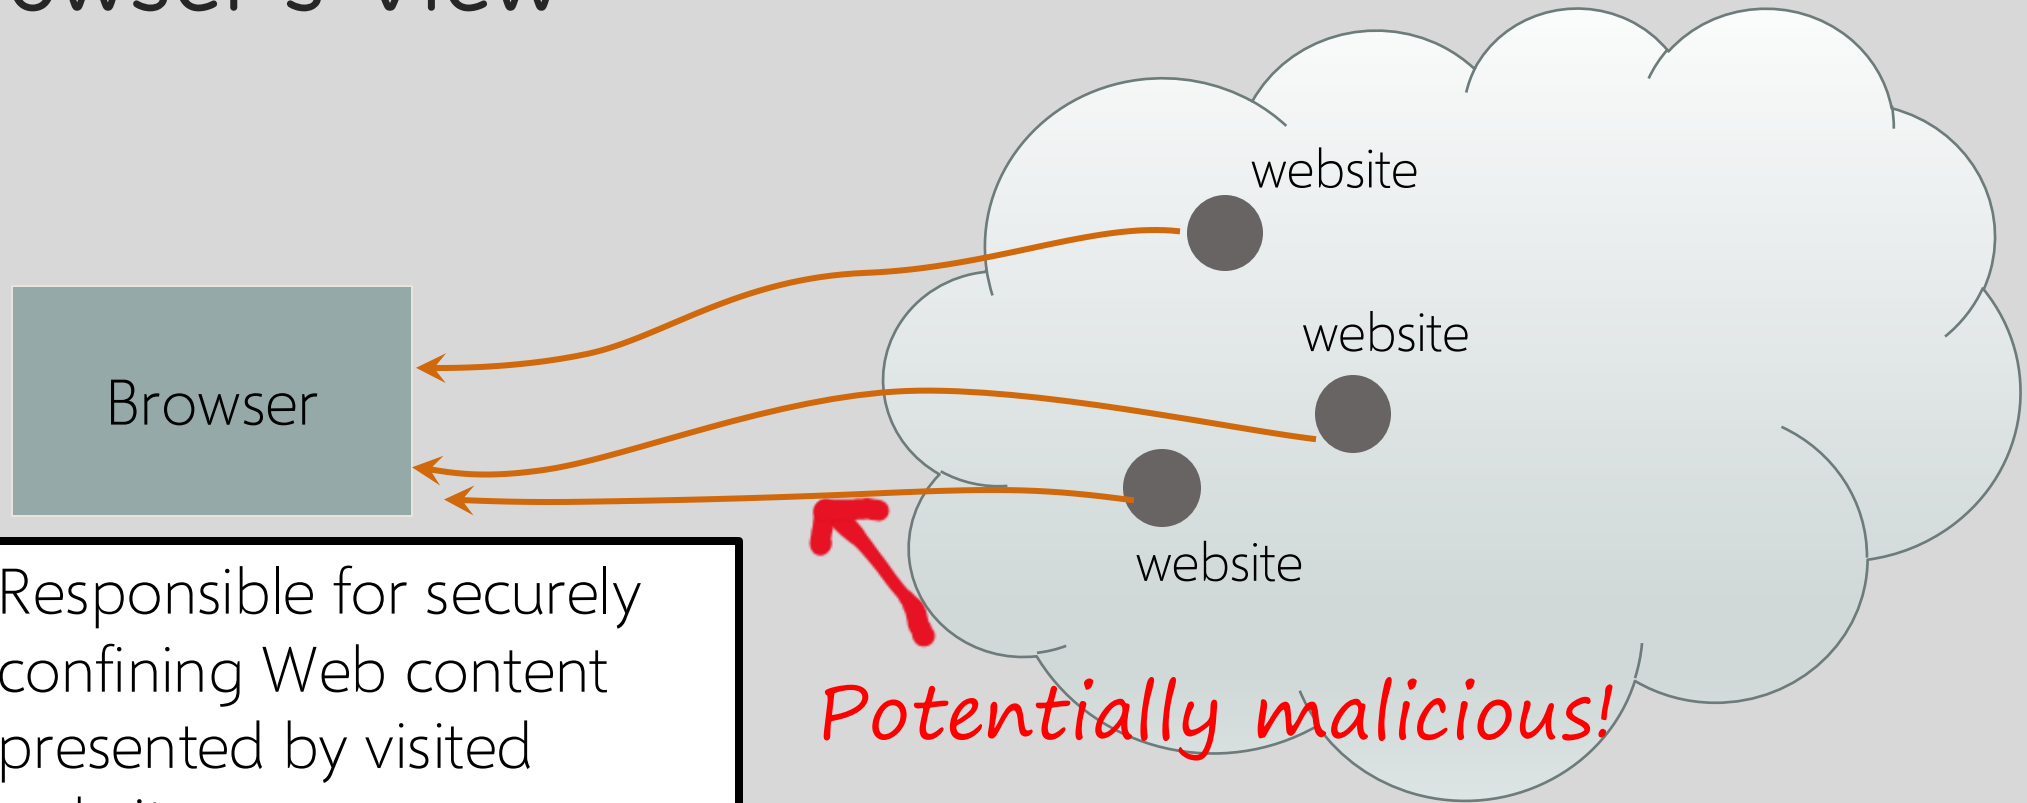 website
website
Browser
website
Responsible for securely
confining Web content
presented by visited
Potentially malicious!